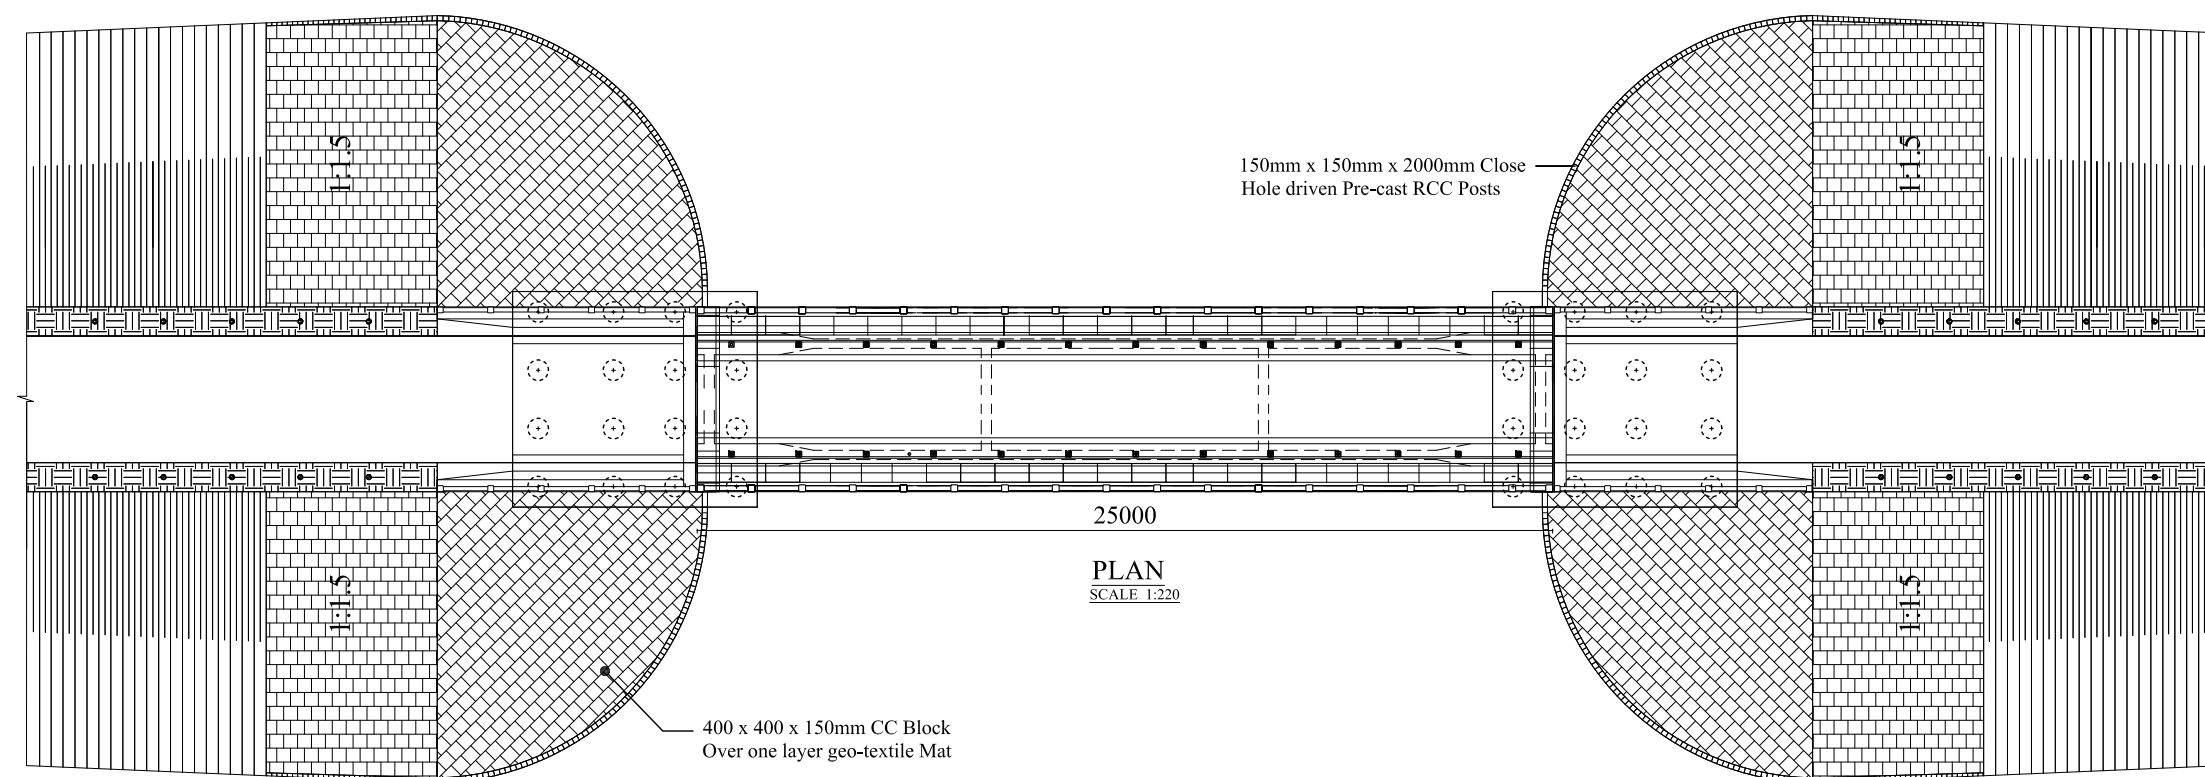 1:1.5
1:1.5
150mm x 150mm x 2000mm Close
Hole driven Pre-cast RCC Posts
25000
PLAN
SCALE 1:220
1:1.5
1:1.5
400 x 400 x 150mm CC Block
Over one layer geo-textile Mat